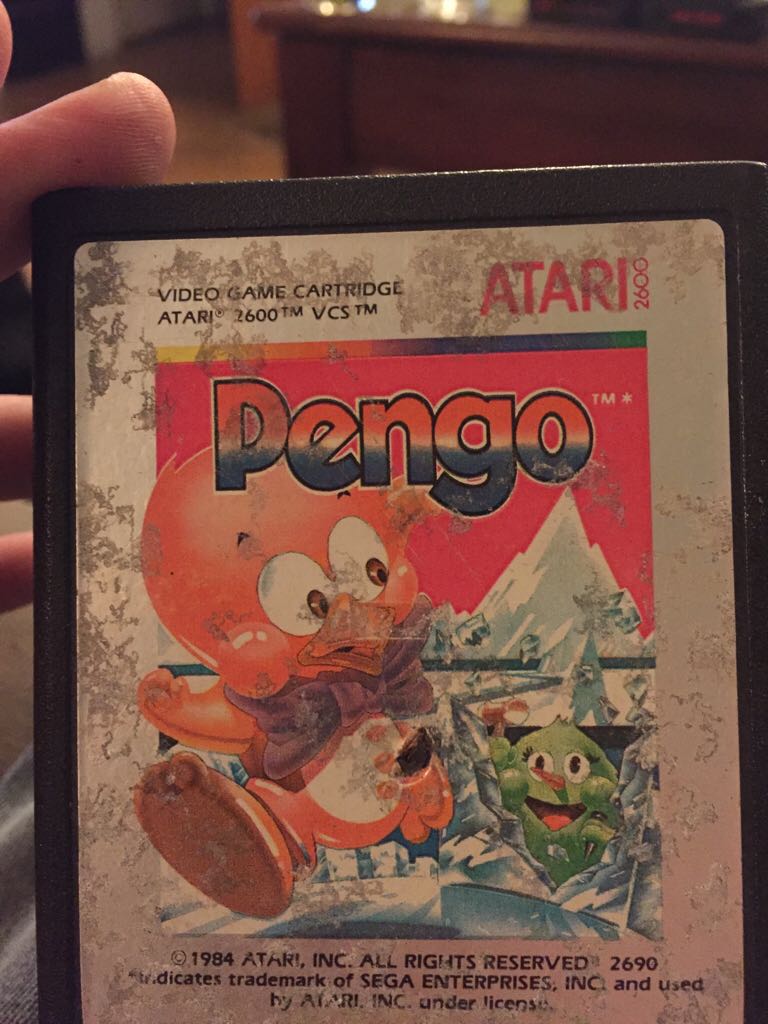 VIDEO GAME CARTRIDGE
ATARI® 2600™ VCS™
ATARI 2600
Pengo ™*
© 1984 ATARI, INC. ALL RIGHTS RESERVED 2690
*indicates trademark of SEGA ENTERPRISES, INC. and used
by ATARI, INC. under license.